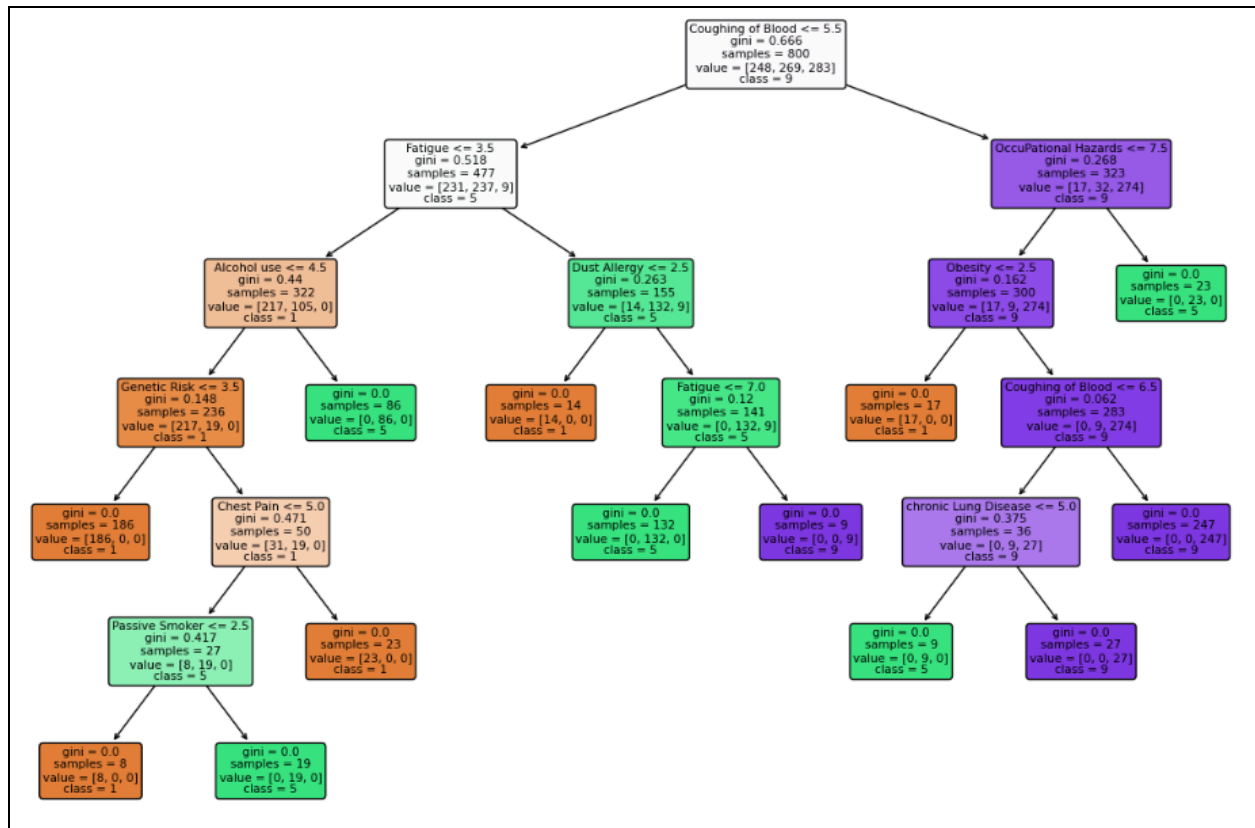 Coughing of Blood <= 5.5
gini = 0.666
samples = 800
value = [248, 269, 283]
class = 9
Fatigue <= 3.5
gini = 0.518
samples = 477
value = [231, 237, 9]
class = 5
OccuPational Hazards <= 7.5
gini = 0.268
samples = 323
value = [17, 32, 274]
class = 9
Alcohol use <= 4.5
gini = 0.44
samples = 322
value = [217, 105, 0]
class = 1
Dust Allergy <= 2.5
gini = 0.263
samples = 155
value = [14, 132, 9]
class = 5
Obesity <= 2.5
gini = 0.162
samples = 300
value = [17, 9, 274]
class = 9
gini = 0.0
samples = 23
value = [0, 23, 0]
class = 5
Genetic Risk <= 3.5
gini = 0.148
samples = 236
value = [217, 19, 0]
class = 1
gini = 0.0
samples = 86
value = [0, 86, 0]
class = 5
gini = 0.0
samples = 14
value = [14, 0, 0]
class = 1
Fatigue <= 7.0
gini = 0.12
samples = 141
value = [0, 132, 9]
class = 5
gini = 0.0
samples = 17
value = [17, 0, 0]
class = 1
Coughing of Blood <= 6.5
gini = 0.062
samples = 283
value = [0, 9, 274]
class = 9
gini = 0.0
samples = 186
value = [186, 0, 0]
class = 1
Chest Pain <= 5.0
gini = 0.471
samples = 50
value = [31, 19, 0]
class = 1
gini = 0.0
samples = 132
value = [0, 132, 0]
class = 5
gini = 0.0
samples = 9
value = [0, 0, 9]
class = 9
chronic Lung Disease <= 5.0
gini = 0.375
samples = 36
value = [0, 9, 27]
class = 9
gini = 0.0
samples = 247
value = [0, 0, 247]
class = 9
Passive Smoker <= 2.5
gini = 0.417
samples = 27
value = [8, 19, 0]
class = 5
gini = 0.0
samples = 23
value = [23, 0, 0]
class = 1
gini = 0.0
samples = 9
value = [0, 9, 0]
class = 5
gini = 0.0
samples = 27
value = [0, 0, 27]
class = 9
gini = 0.0
samples = 8
value = [8, 0, 0]
class = 1
gini = 0.0
samples = 19
value = [0, 19, 0]
class = 5